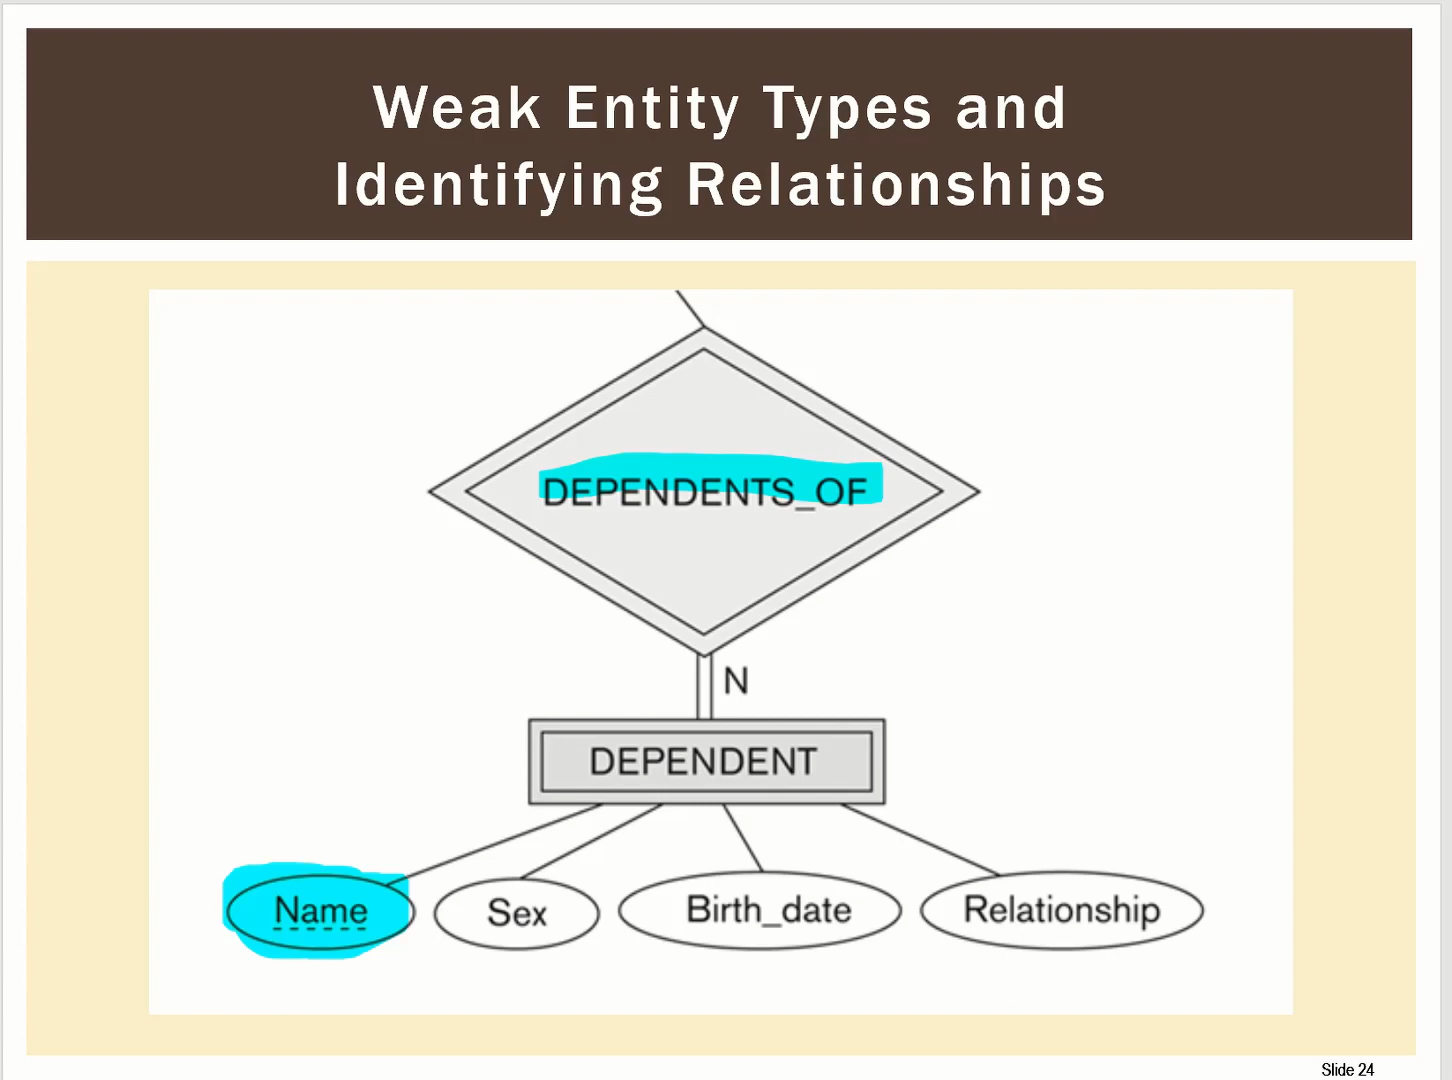 Weak Entity Types and
Identifying Relationships
DEPENDENTS_OF
N
DEPENDENT
Name
Sex
Birth_date
Relationship
Slide 24